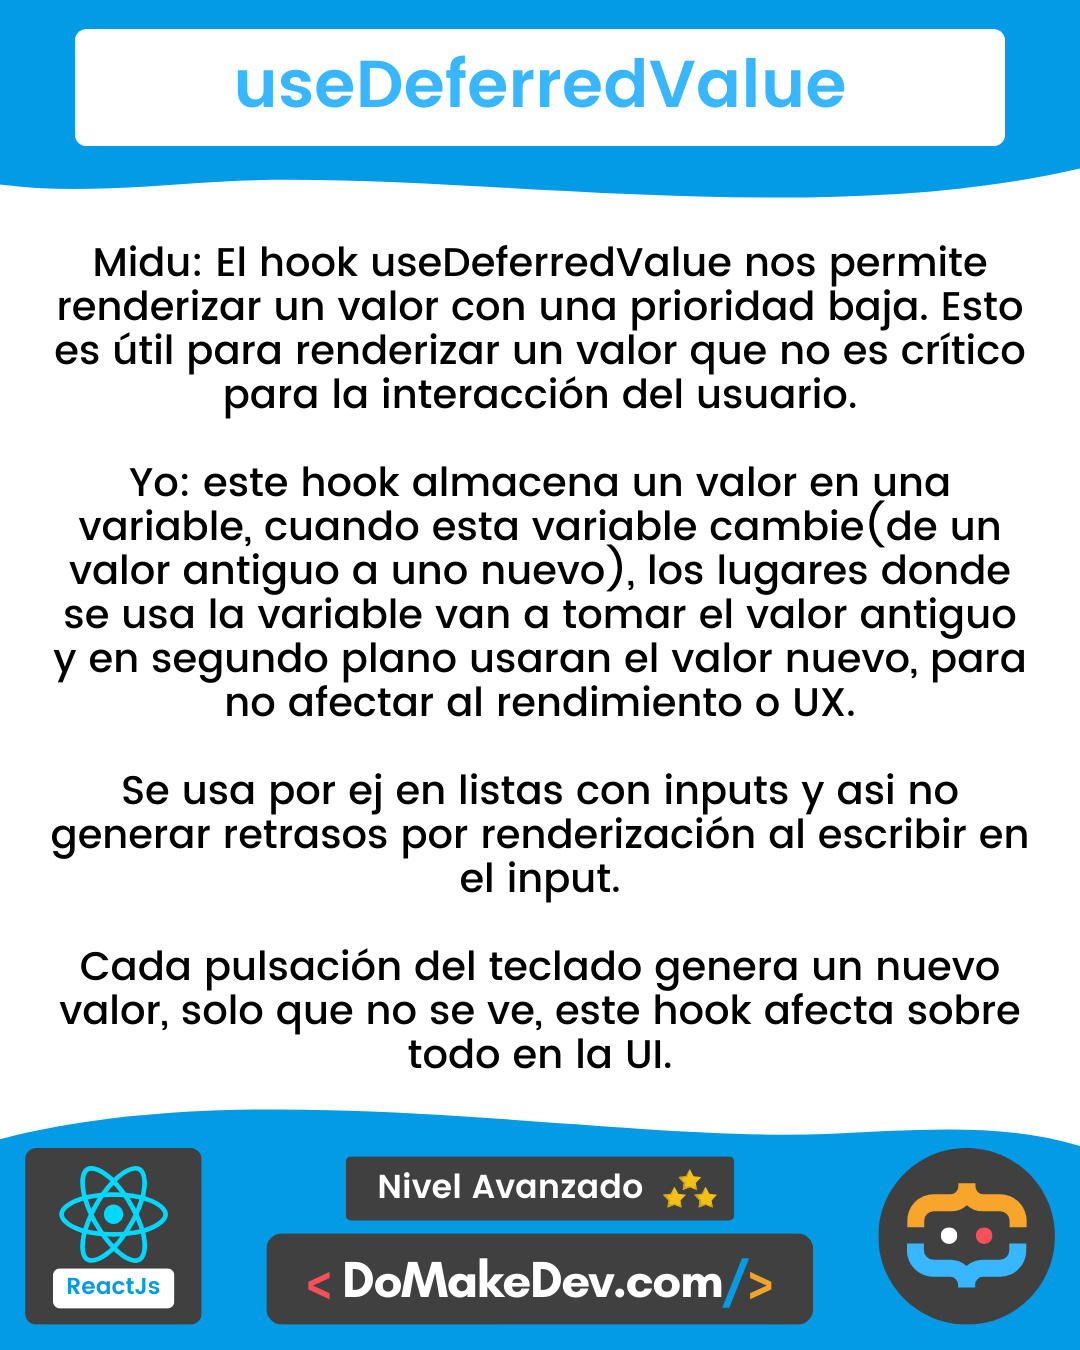 useDeferredValue
Midu: El hook useDeferredValue nos permite
renderizar un valor con una prioridad baja. Esto
es útil para renderizar un valor que no es crítico
para la interacción del usuario.
Yo: este hook almacena un valor en una
variable, cuando esta variable cambie(de un
valor antiguo a uno nuevo), los lugares donde
se usa la variable van a tomar el valor antiguo
y en segundo plano usaran el valor nuevo, para
no afectar al rendimiento o UX.
Se usa por ej en listas con inputs y asi no
generar retrasos por renderización al escribir en
el input.
Cada pulsación del teclado genera un nuevo
valor, solo que no se ve, este hook afecta sobre
todo en la UI.
Nivel Avanzado
ReactJs
< DoMakeDev.com/>